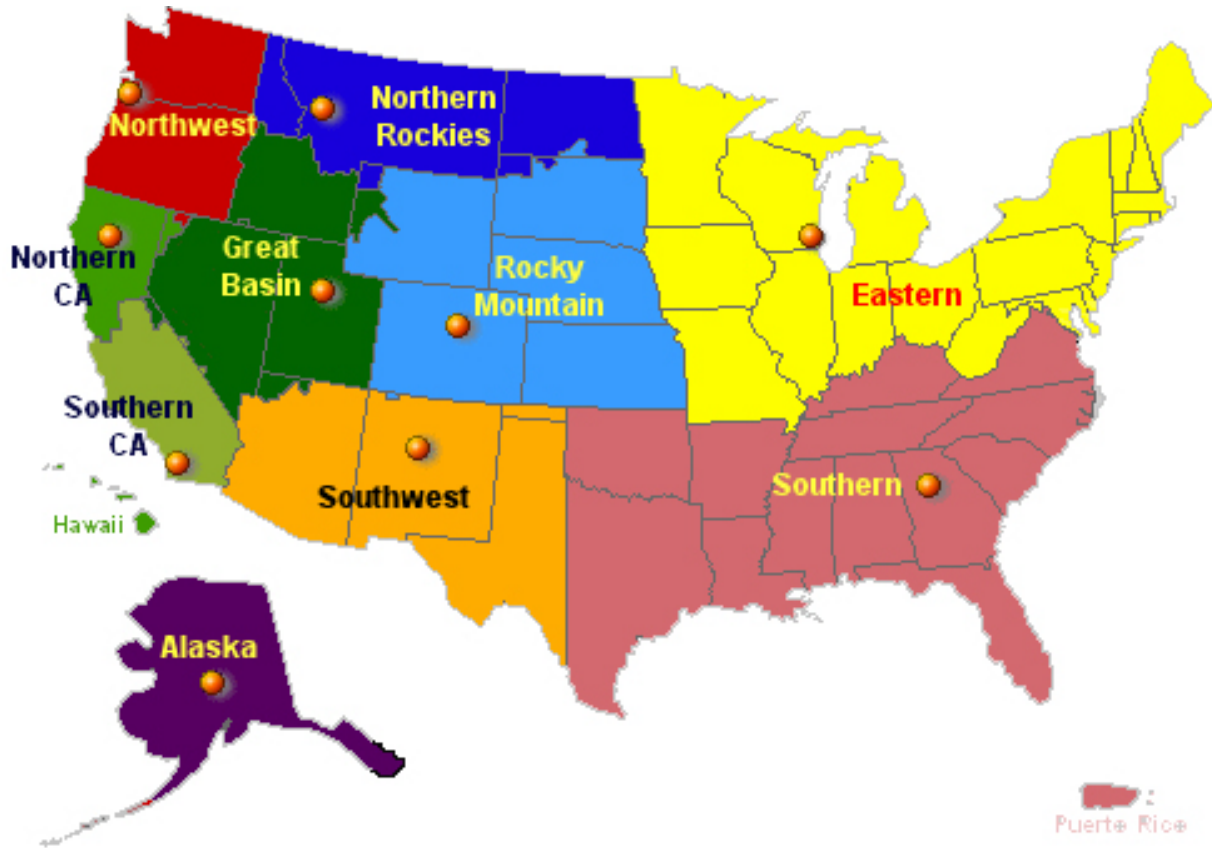 Northern
Rockies
Northwest
Great
Basin
Northern
CA
Rocky
Mountain
Eastern
Southern
CA
Southwest
Southern
Hawaii
Alaska
Puerto Rico